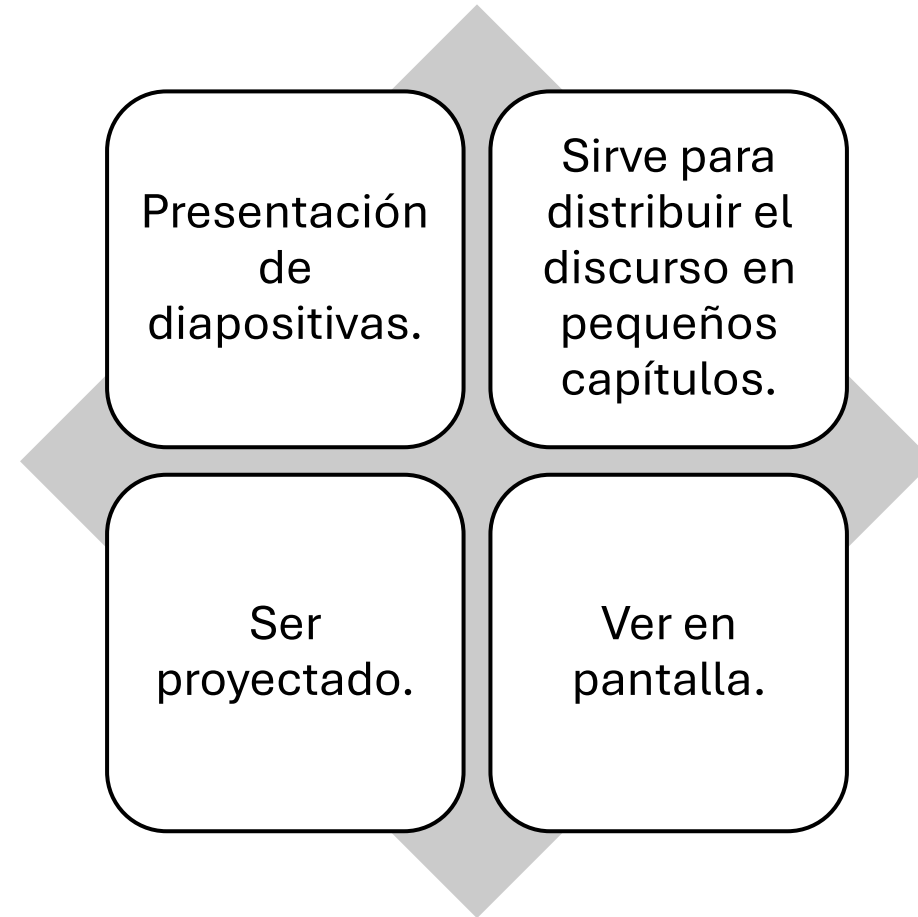 Presentación
de
diapositivas.
Sirve para
distribuir el
discurso en
pequeños
capítulos.
Ser
proyectado.
Ver en
pantalla.